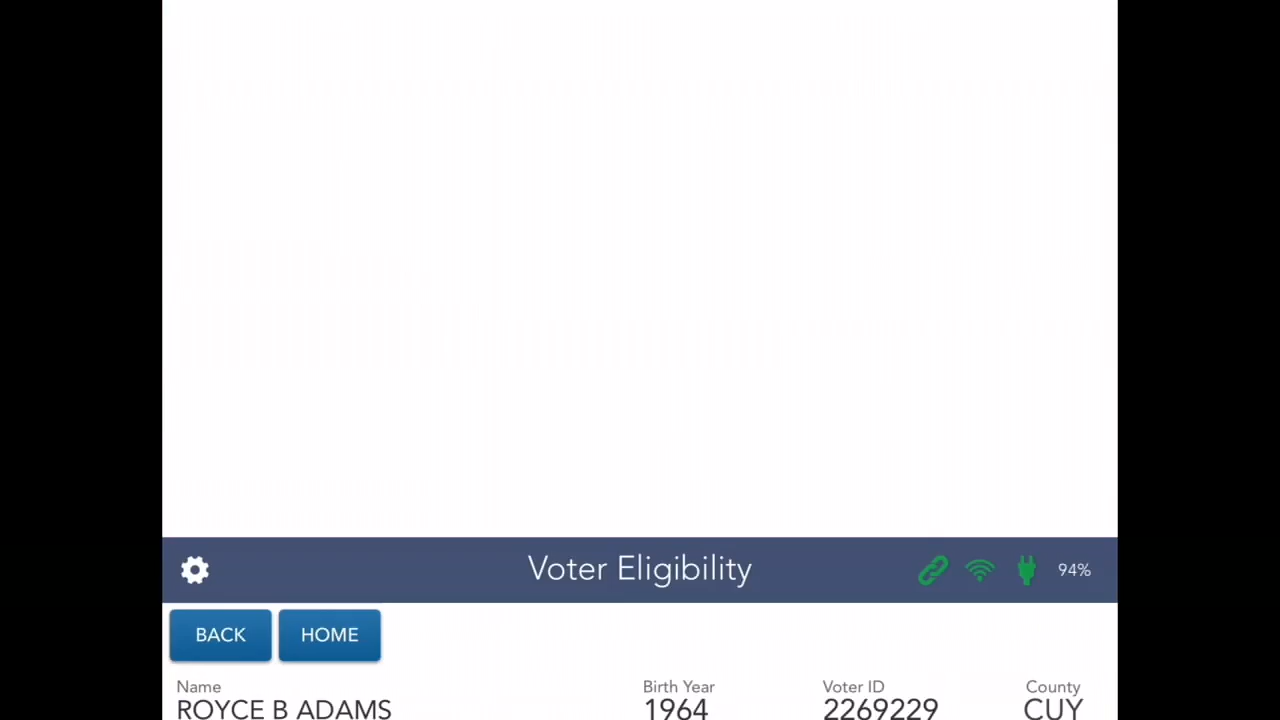 Voter Eligibility 94%
BACK HOME
Name Birth Year Voter ID County
ROYCE B ADAMS 1964 2269229 CUY